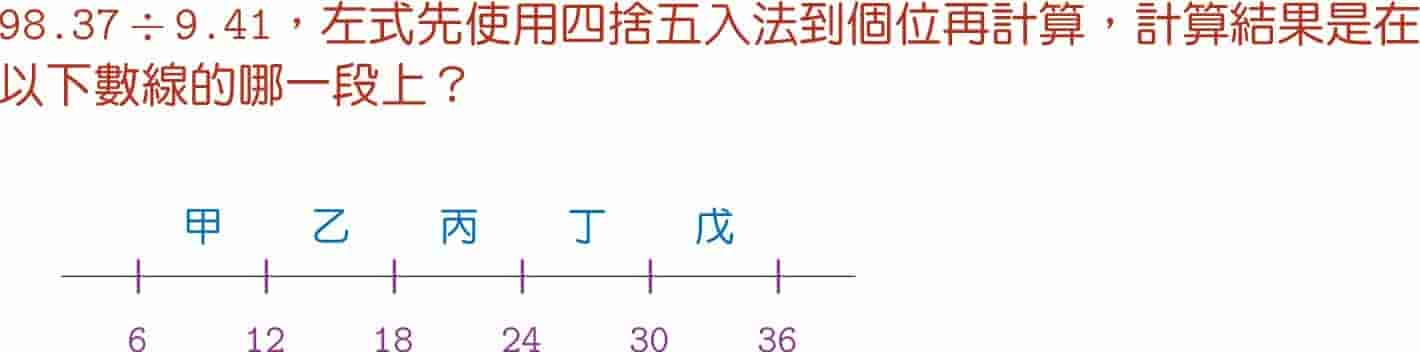 98.37÷9.41，左式先使用四捨五入法到個位再計算，計算結果是在
以下數線的哪一段上？
甲 乙 丙 丁 戊
6 12 18 24 30 36